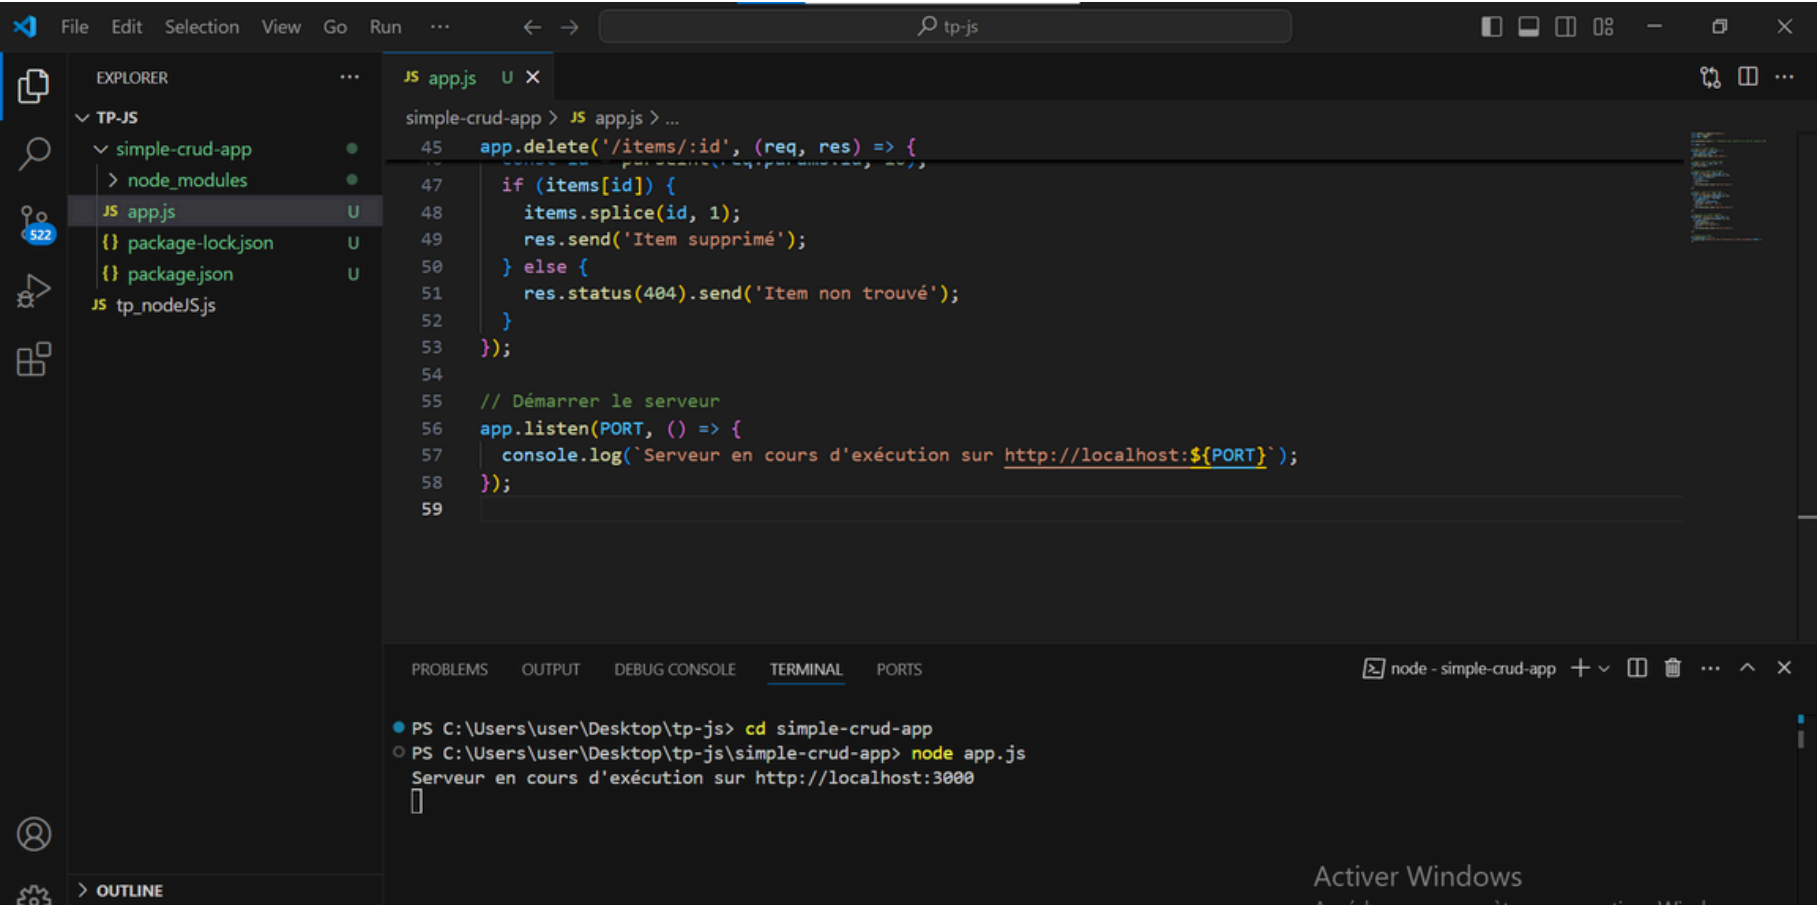 File Edit Selection View Go Run ··· tp-js
EXPLORER ···
JS app.js U
TP-JS
simple-crud-app > JS app.js > ...
simple-crud-app
node_modules
JS app.js U
{} package-lock.json U
{} package.json U
JS tp_nodeJS.js
522
45 app.delete('/items/:id', (req, res) => {
47 if (items[id]) {
48 items.splice(id, 1);
49 res.send('Item supprimé');
50 } else {
51 res.status(404).send('Item non trouvé');
52 }
53 });
54
55 // Démarrer le serveur
56 app.listen(PORT, () => {
57 console.log(`Serveur en cours d'exécution sur http://localhost:${PORT}`);
58 });
59
PROBLEMS OUTPUT DEBUG CONSOLE TERMINAL PORTS node - simple-crud-app
PS C:\Users\user\Desktop\tp-js> cd simple-crud-app
PS C:\Users\user\Desktop\tp-js\simple-crud-app> node app.js
Serveur en cours d'exécution sur http://localhost:3000
Activer Windows
OUTLINE